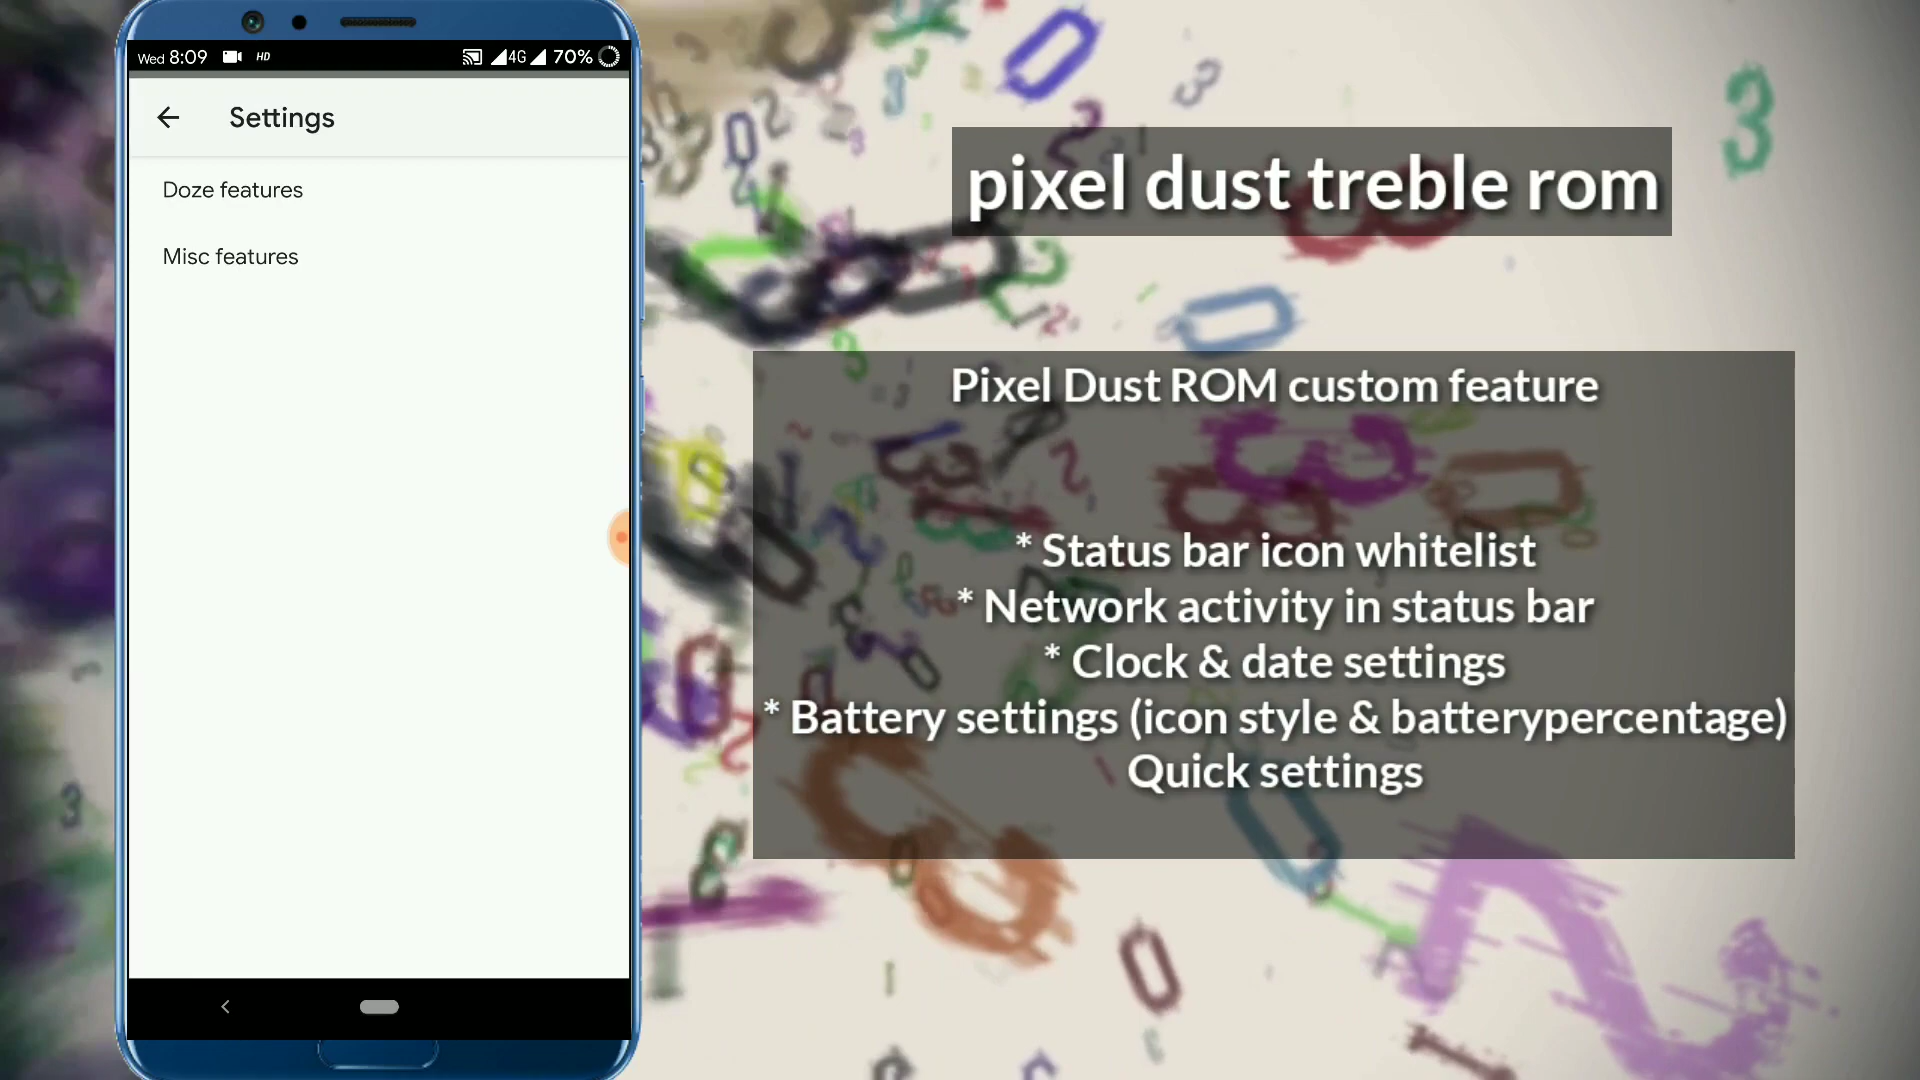 Wed 8:09 HD 4G 70%
Settings
Doze features
Misc features
pixel dust treble rom
Pixel Dust ROM custom feature
* Status bar icon whitelist
* Network activity in status bar
* Clock & date settings
* Battery settings (icon style & batterypercentage)
Quick settings